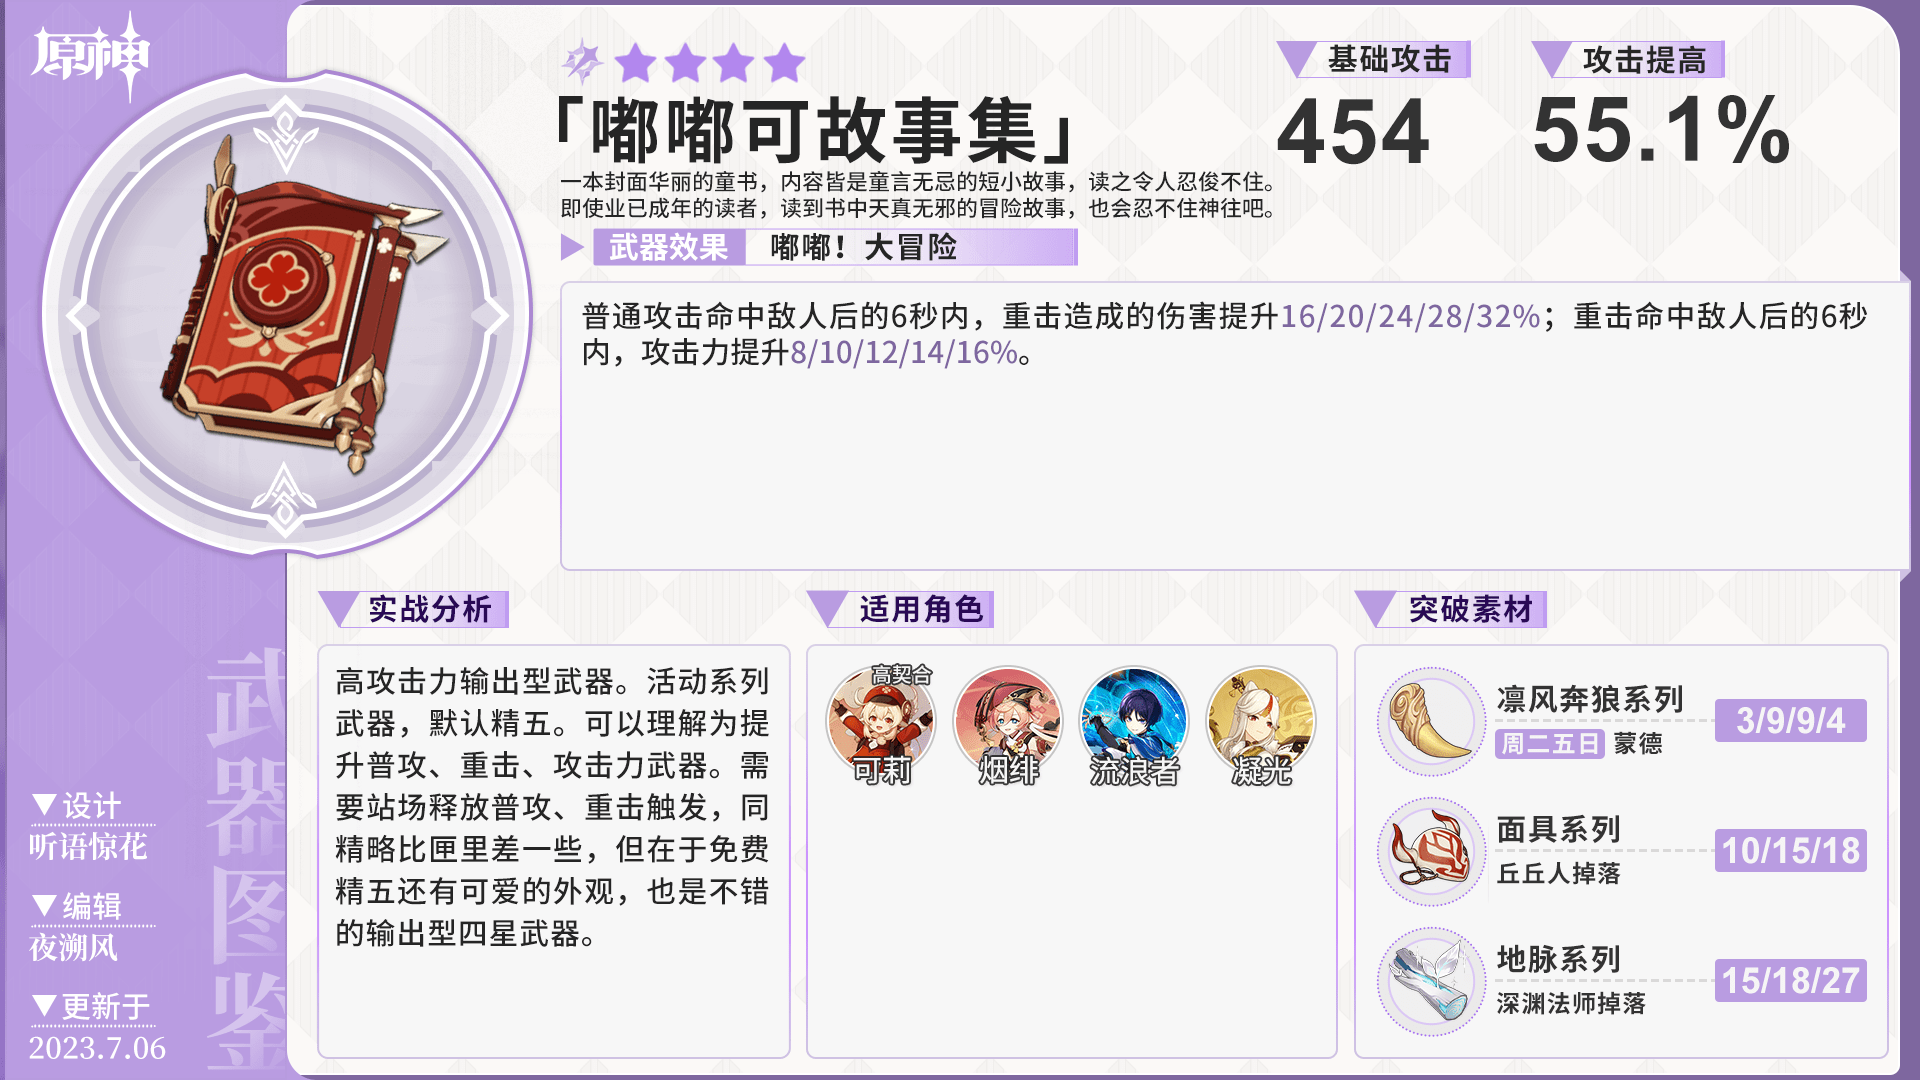 原神
「嘟嘟可故事集」
一本封面华丽的童书，内容皆是童言无忌的短小故事，读之令人忍俊不住。
即使业已成年的读者，读到书中天真无邪的冒险故事，也会忍不住神往吧。
基础攻击
454
攻击提高
55.1%
武器效果 嘟嘟！大冒险
普通攻击命中敌人后的6秒内，重击造成的伤害提升16/20/24/28/32%；重击命中敌人后的6秒
内，攻击力提升8/10/12/14/16%。
实战分析
高攻击力输出型武器。活动系列
武器，默认精五。可以理解为提
升普攻、重击、攻击力武器。需
要站场释放普攻、重击触发，同
精略比匣里差一些，但在于免费
精五还有可爱的外观，也是不错
的输出型四星武器。
适用角色
高契合
可莉
烟绯
流浪者
凝光
突破素材
凛风奔狼系列
周二五日 蒙德
3/9/9/4
面具系列
丘丘人掉落
10/15/18
地脉系列
深渊法师掉落
15/18/27
武器图鉴
▼设计
听语惊花
▼编辑
夜溯风
▼更新于
2023.7.06